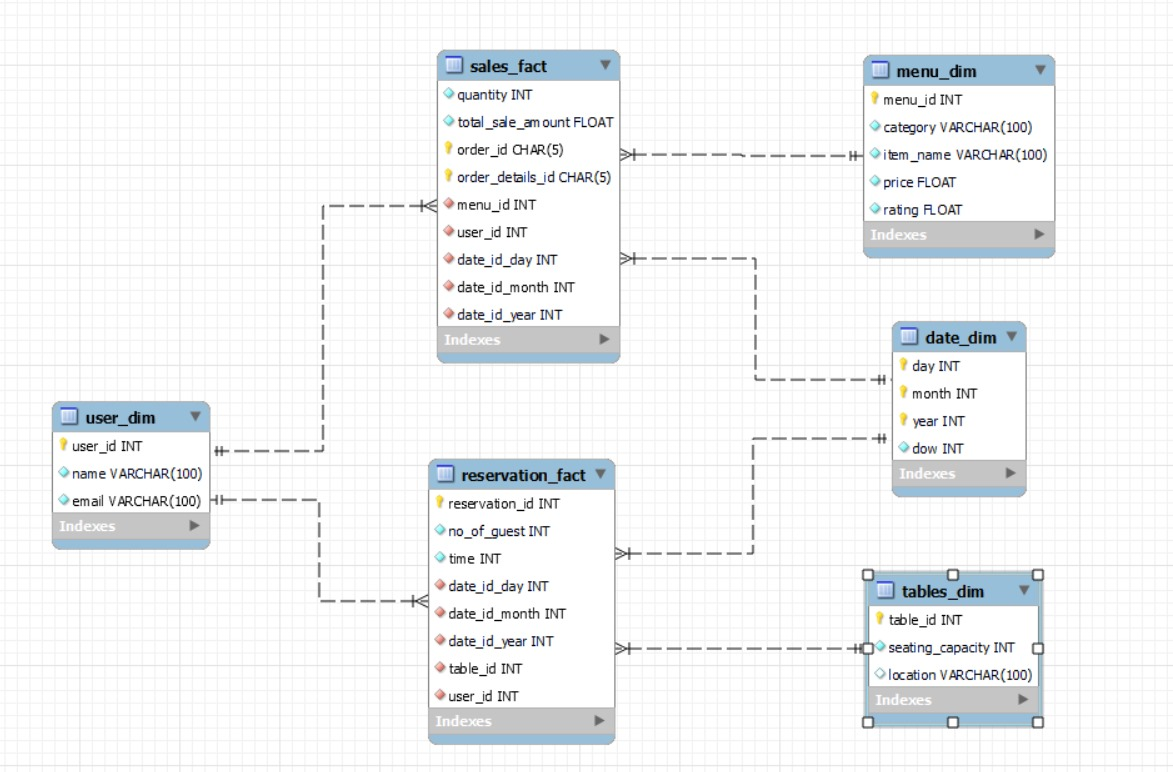 sales_fact
quantity INT
total_sale_amount FLOAT
order_id CHAR(5)
order_details_id CHAR(5)
menu_id INT
user_id INT
date_id_day INT
date_id_month INT
date_id_year INT
Indexes
menu_dim
menu_id INT
category VARCHAR(100)
item_name VARCHAR(100)
price FLOAT
rating FLOAT
Indexes
date_dim
day INT
month INT
year INT
dow INT
Indexes
user_dim
user_id INT
name VARCHAR(100)
email VARCHAR(100)
Indexes
reservation_fact
reservation_id INT
no_of_guest INT
time INT
date_id_day INT
date_id_month INT
date_id_year INT
table_id INT
user_id INT
Indexes
tables_dim
table_id INT
seating_capacity INT
location VARCHAR(100)
Indexes